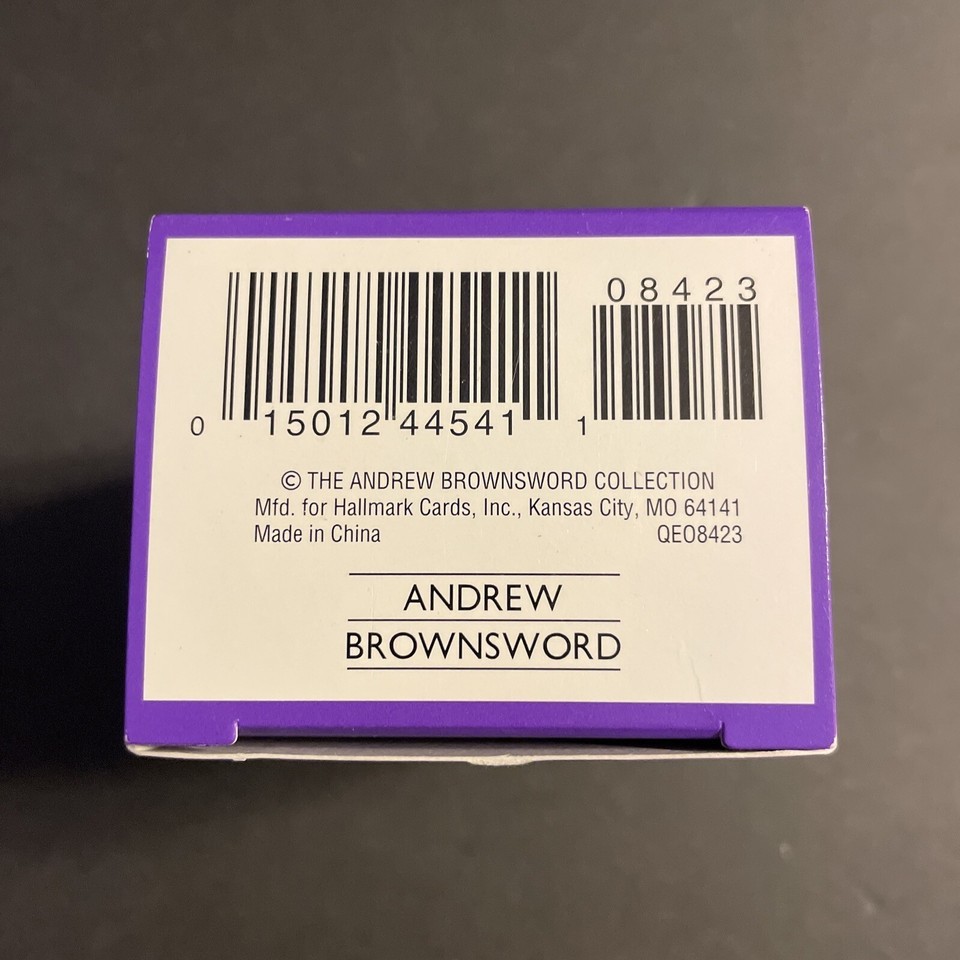 08423
0 15012 44541 1
© THE ANDREW BROWNSWORD COLLECTION
Mfd. for Hallmark Cards, Inc., Kansas City, MO 64141
Made in China QEO8423
ANDREW
BROWNSWORD